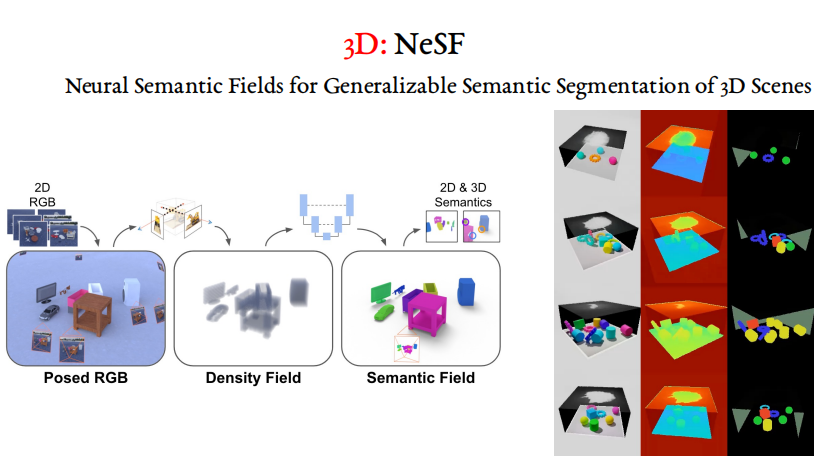 3D: NeSF
Neural Semantic Fields for Generalizable Semantic Segmentation of 3D Scenes
2D
RGB
2D & 3D
Semantics
Posed RGB
Density Field
Semantic Field